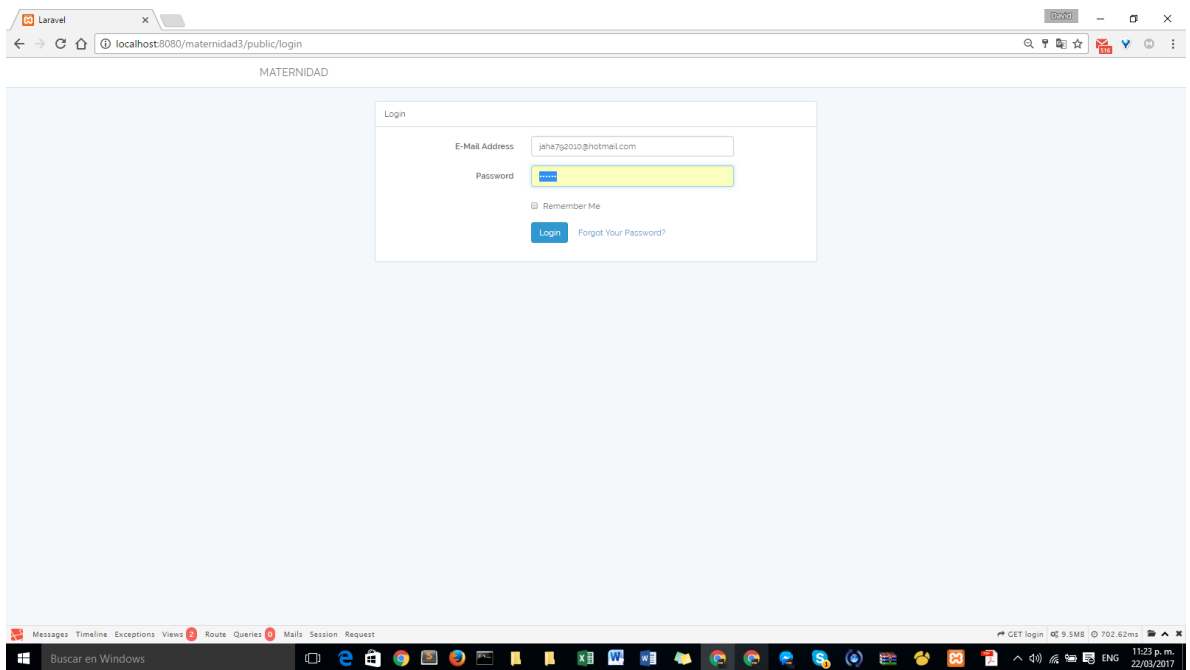 Laravel
David
localhost:8080/maternidad3/public/login
516
MATERNIDAD
Login
E-Mail Address jaha792010@hotmail.com
Password ••••••
Remember Me
Login Forgot Your Password?
Messages Timeline Exceptions Views 2 Route Queries 0 Mails Session Request GET login 9.5MB 702.62ms
Buscar en Windows ENG 11:23 p. m.
22/03/2017